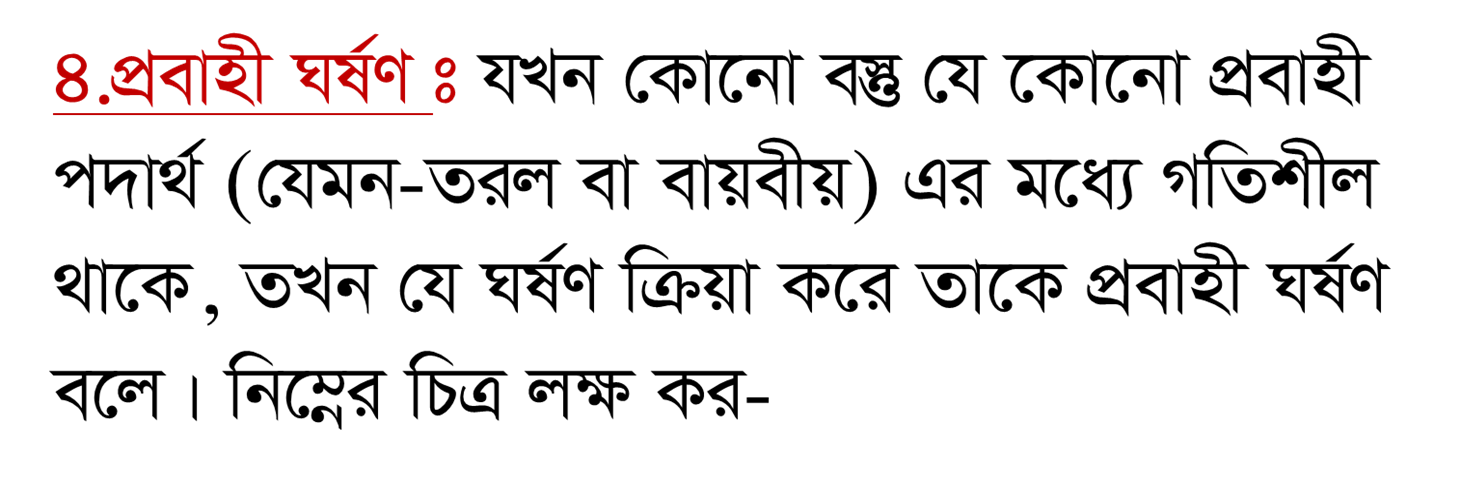 ৪.প্রবাহী ঘর্ষণ ঃ যখন কোনো বস্তু যে কোনো প্রবাহী
পদার্থ (যেমন-তরল বা বায়বীয়) এর মধ্যে গতিশীল
থাকে, তখন যে ঘর্ষণ ক্রিয়া করে তাকে প্রবাহী ঘর্ষণ
বলে। নিম্নের চিত্র লক্ষ কর-